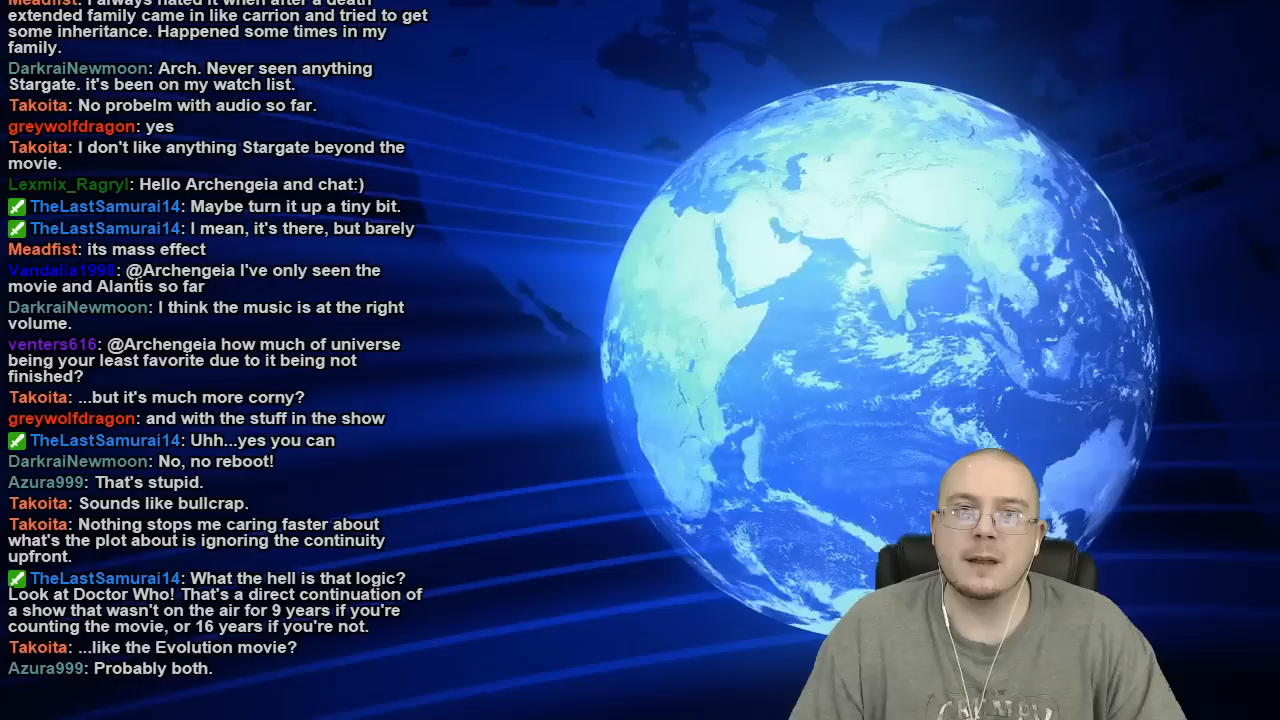 Meadfist: I always hated it when after a death
extended family came in like carrion and tried to get
some inheritance. Happened some times in my
family.
DarkraiNewmoon: Arch. Never seen anything
Stargate. it's been on my watch list.
Takoita: No probelm with audio so far.
greywolfdragon: yes
Takoita: I don't like anything Stargate beyond the
movie.
Lexmix_Ragryl: Hello Archengeia and chat:)
TheLastSamurai14: Maybe turn it up a tiny bit.
TheLastSamurai14: I mean, it's there, but barely
Meadfist: its mass effect
Vandalia1998: @Archengeia I've only seen the
movie and Alantis so far
DarkraiNewmoon: I think the music is at the right
volume.
venters616: @Archengeia how much of universe
being your least favorite due to it being not
finished?
Takoita: ...but it's much more corny?
greywolfdragon: and with the stuff in the show
TheLastSamurai14: Uhh...yes you can
DarkraiNewmoon: No, no reboot!
Azura999: That's stupid.
Takoita: Sounds like bullcrap.
Takoita: Nothing stops me caring faster about
what's the plot about is ignoring the continuity
upfront.
TheLastSamurai14: What the hell is that logic?
Look at Doctor Who! That's a direct continuation of
a show that wasn't on the air for 9 years if you're
counting the movie, or 16 years if you're not.
Takoita: ...like the Evolution movie?
Azura999: Probably both.